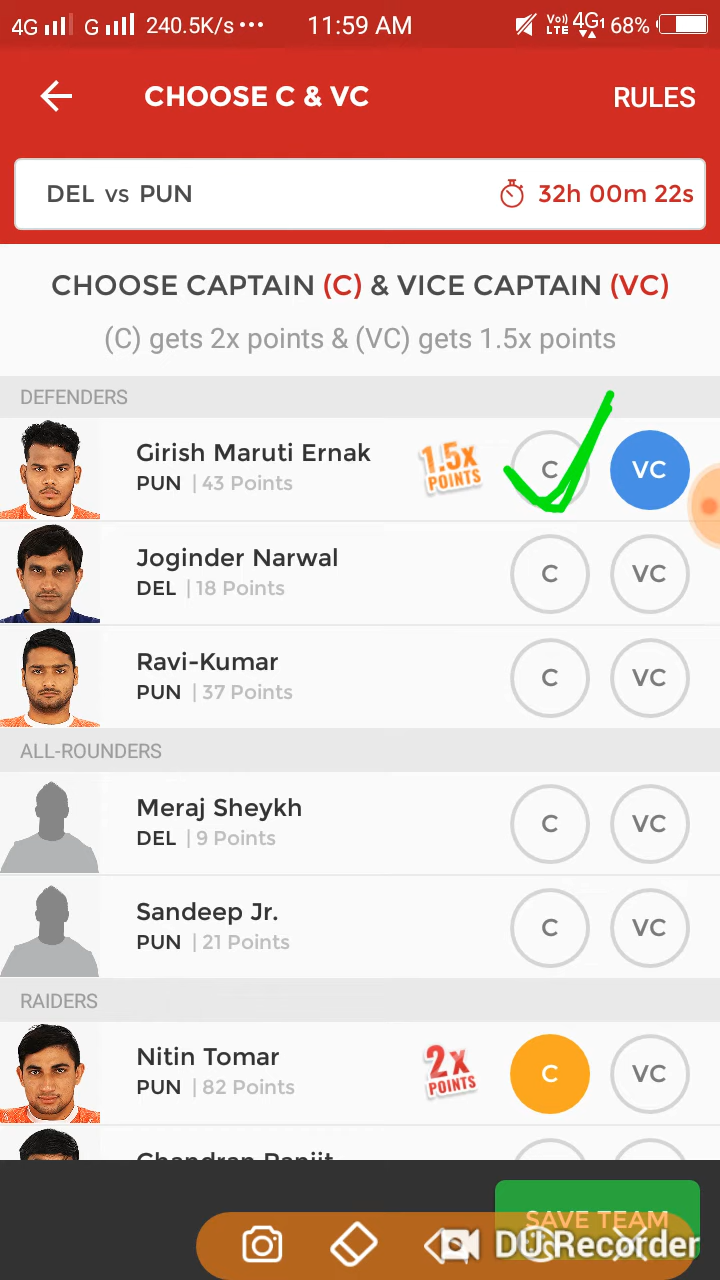 4G G 240.5K/s ··· 11:59 AM Vo)) LTE 4G1 68%
CHOOSE C & VC RULES
DEL vs PUN 32h 00m 22s
CHOOSE CAPTAIN (C) & VICE CAPTAIN (VC)
(C) gets 2x points & (VC) gets 1.5x points
DEFENDERS
Girish Maruti Ernak
PUN | 43 Points
1.5x
POINTS
C VC
Joginder Narwal
DEL | 18 Points
C VC
Ravi-Kumar
PUN | 37 Points
C VC
ALL-ROUNDERS
Meraj Sheykh
DEL | 9 Points
C VC
Sandeep Jr.
PUN | 21 Points
C VC
RAIDERS
Nitin Tomar
PUN | 82 Points
2x
POINTS
C VC
Chandran Ranjit
SAVE TEAM
DU Recorder